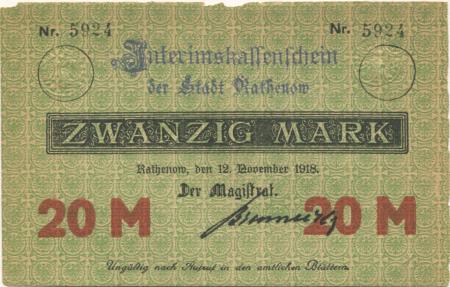 Nr. 5924 Nr. 5924
Interimskassenschein
der Stadt Rathenow
ZWANZIG MARK
Rathenow, den 12. November 1918.
Der Magistrat.
20 M 20 M
Ungültig nach Aufruf in den amtlichen Blättern.